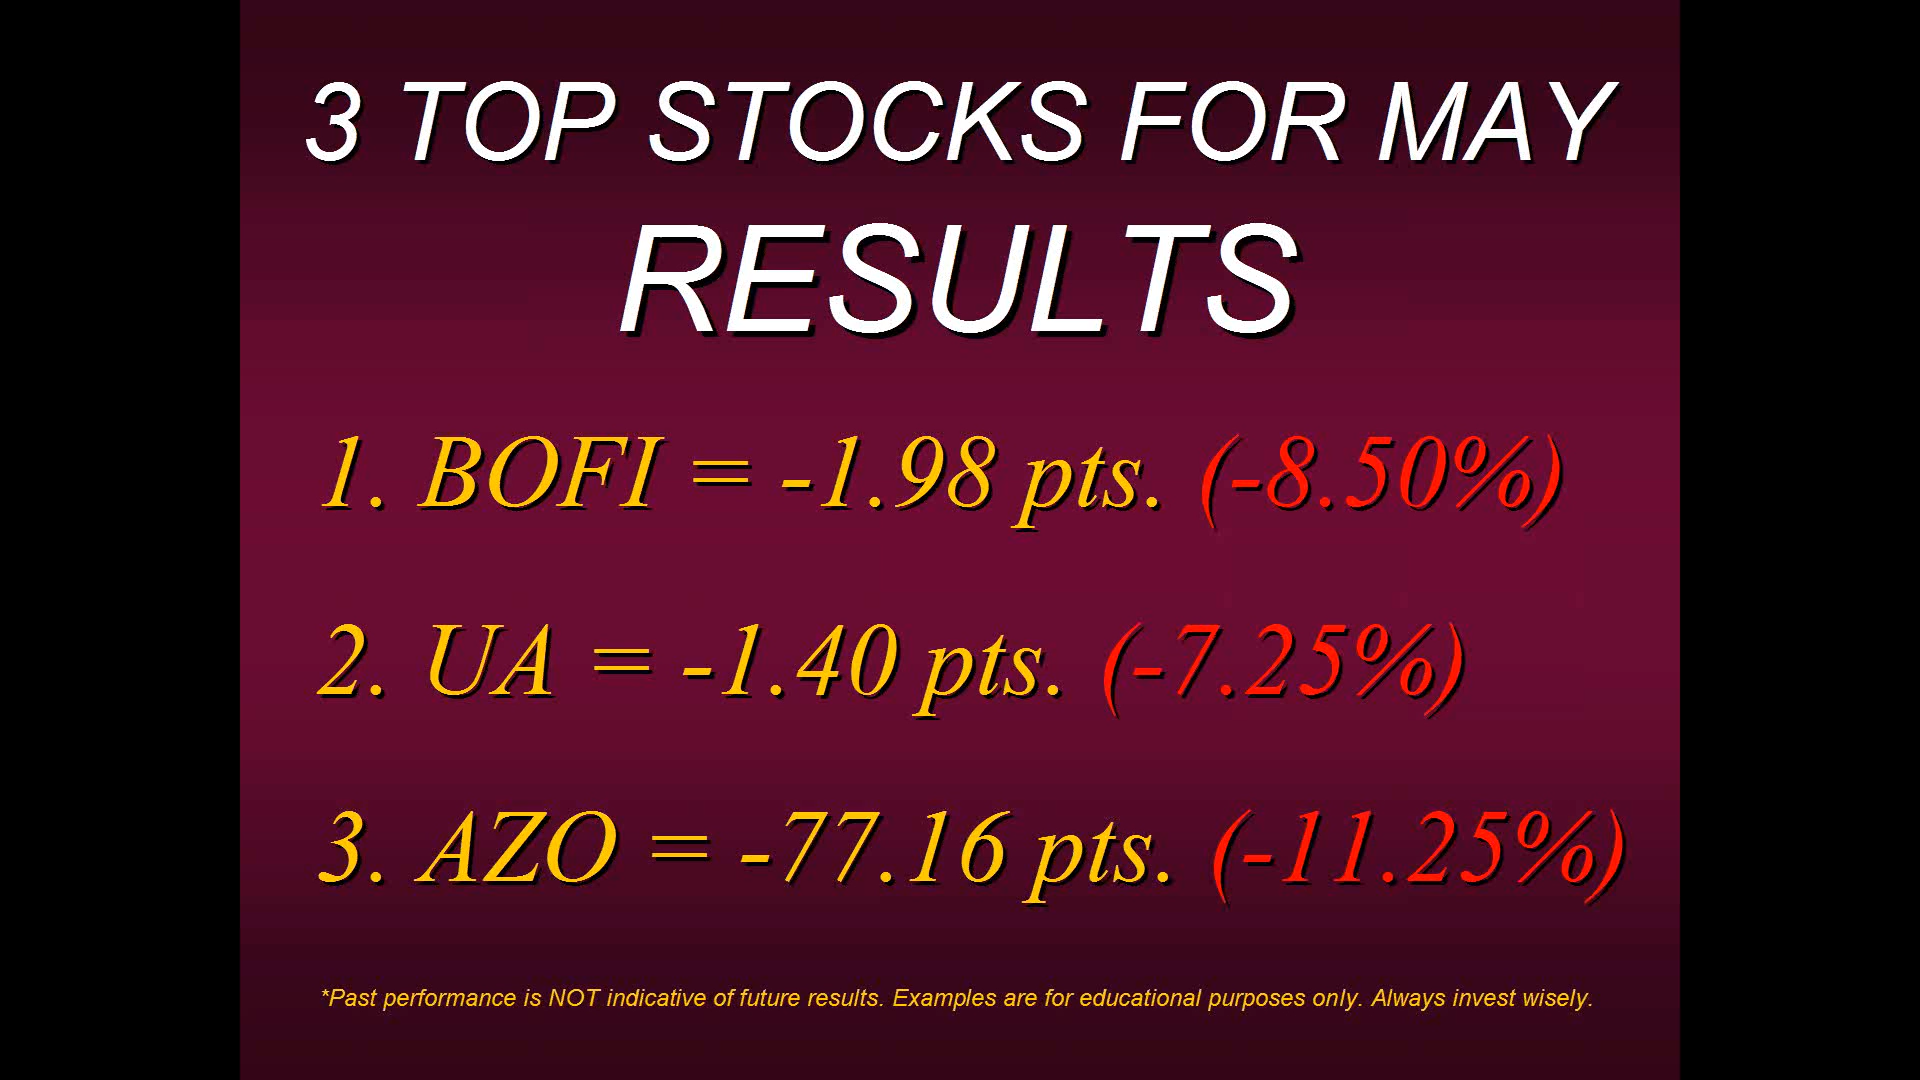 3 TOP STOCKS FOR MAY
RESULTS
1. BOFI = -1.98 pts. (-8.50%)
2. UA = -1.40 pts. (-7.25%)
3. AZO = -77.16 pts. (-11.25%)
*Past performance is NOT indicative of future results. Examples are for educational purposes only. Always invest wisely.